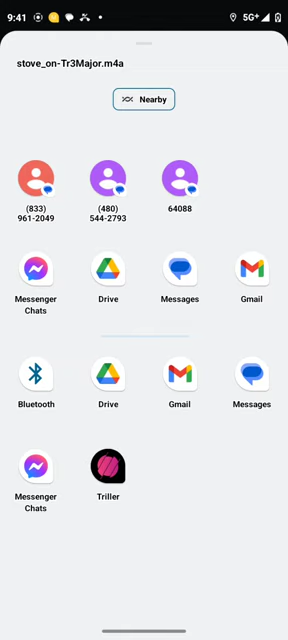 9:41
5G+
stove_on-Tr3Major.m4a
Nearby
(833)
961-2049
(480)
544-2793
64088
Messenger
Chats
Drive
Messages
Gmail
Bluetooth
Drive
Gmail
Messages
Messenger
Chats
Triller